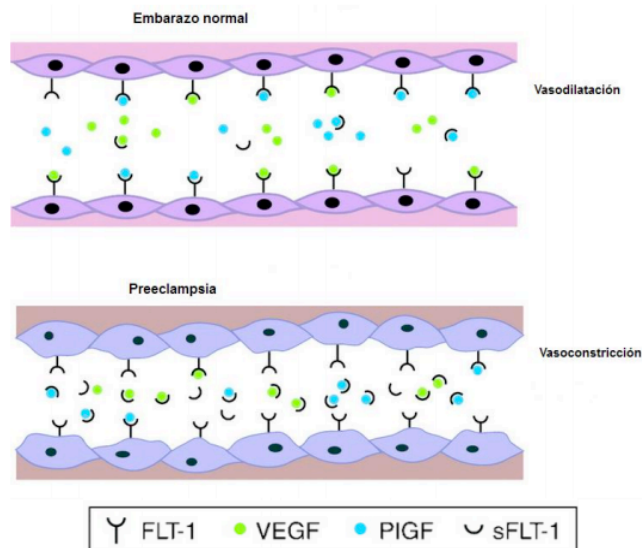 Embarazo normal
Vasodilatación
Preeclampsia
Vasoconstricción
FLT-1 VEGF PIGF sFLT-1